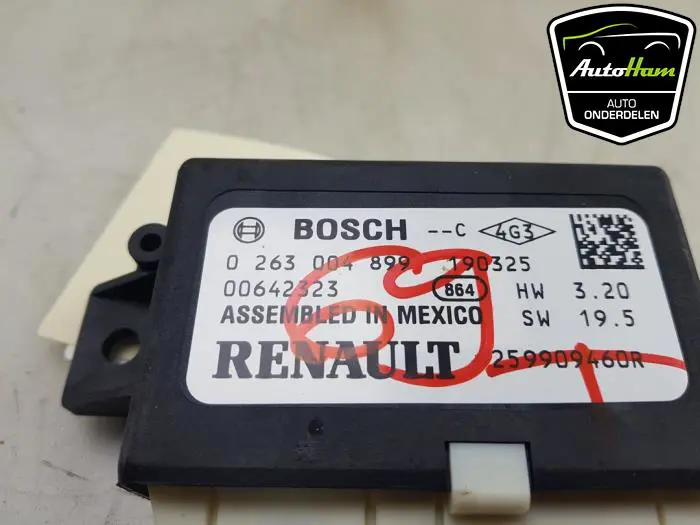 AutoHam
AUTO
ONDERDELEN
BOSCH --C 4G3
0 263 004 899 190325
00642323 864 HW 3.20
ASSEMBLED IN MEXICO SW 19.5
RENAULT 259909460R